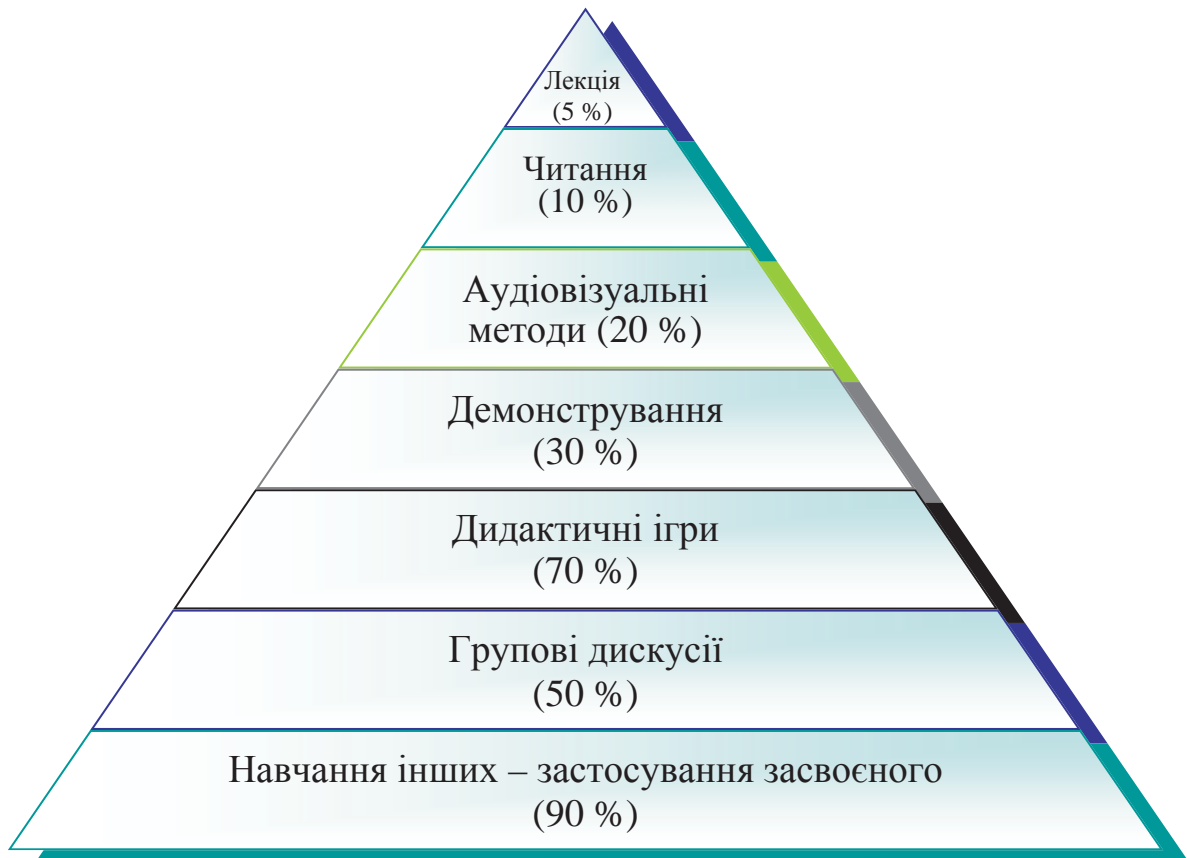 Лекція
(5 %)
Читання
(10 %)
Аудіовізуальні
методи (20 %)
Демонстрування
(30 %)
Дидактичні ігри
(70 %)
Групові дискусії
(50 %)
Навчання інших – застосування засвоєного
(90 %)